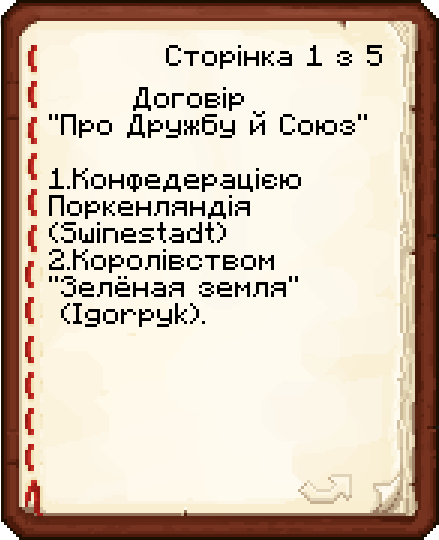 Сторінка 1 з 5
Договір
"Про Дружбу й Союз"
1.Конфедерацією
Поркенляндія
(Swinestadt)
2.Королівством
"Зелёная земля"
(Igorpyk).